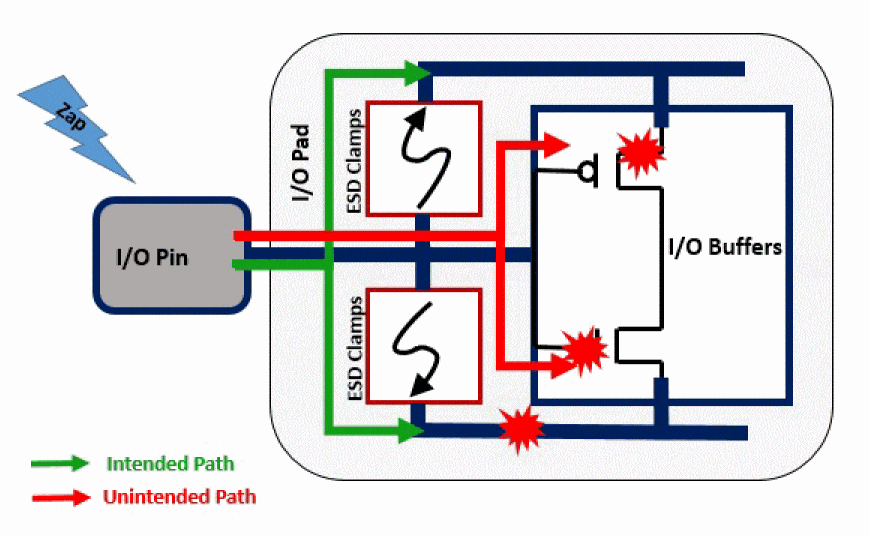 Zap
I/O Pad
ESD Clamps
I/O Pin
I/O Buffers
ESD Clamps
Intended Path
Unintended Path